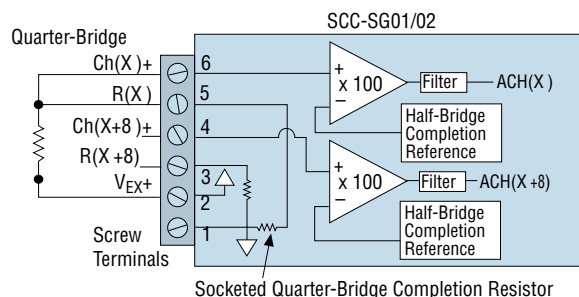 SCC-SG01/02
Quarter-Bridge
Ch(X)+
R(X)
Ch(X+8)+
R(X+8)
VEX+
Screw
Terminals
6
5
4
3
2
1
+
x 100
–
Filter
ACH(X)
Half-Bridge
Completion
Reference
+
x 100
–
Filter
ACH(X+8)
Half-Bridge
Completion
Reference
Socketed Quarter-Bridge Completion Resistor